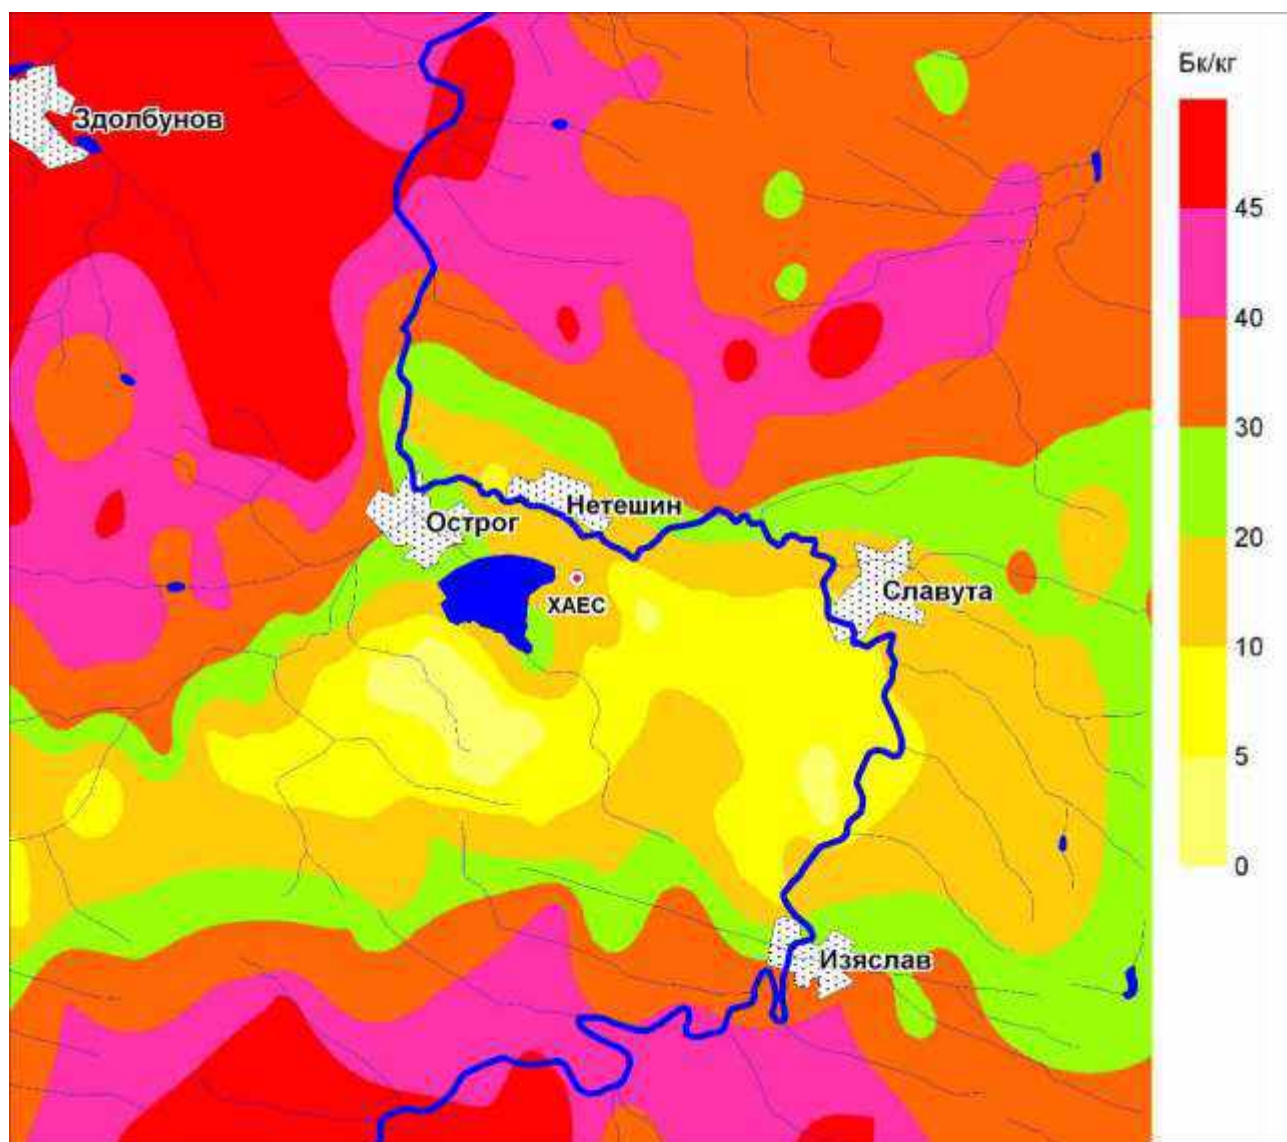 Бк/кг
Здолбунов
45
40
30
Нетешин
Острог
20
Славута
ХАЕС
10
5
0
Изяслав